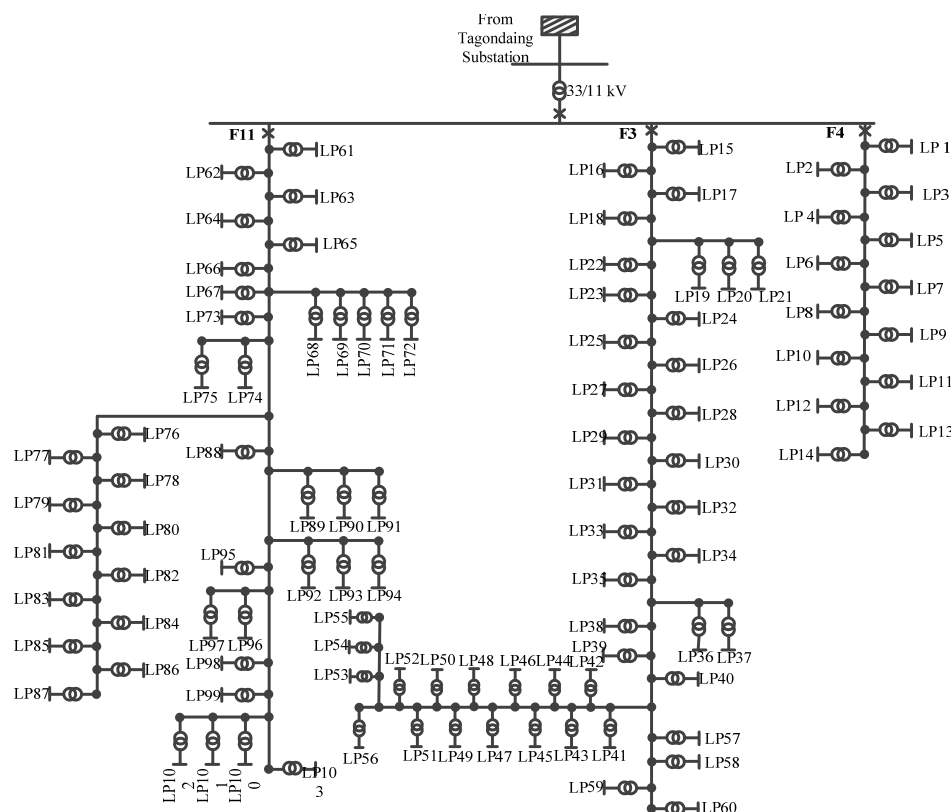 From
Tagondaing
Substation
33/11 kV
F11
F3
F4
LP61
LP62
LP63
LP64
LP65
LP66
LP67
LP73
LP68
LP69
LP70
LP71
LP72
LP75
LP74
LP76
LP77
LP78
LP79
LP80
LP81
LP82
LP83
LP84
LP85
LP86
LP87
LP88
LP89
LP90
LP91
LP95
LP92
LP93
LP94
LP97
LP96
LP98
LP99
LP10
2
LP10
1
LP10
0
LP10
3
LP15
LP16
LP17
LP18
LP19
LP20
LP21
LP22
LP23
LP24
LP25
LP26
LP27
LP28
LP29
LP30
LP31
LP32
LP33
LP34
LP35
LP36
LP37
LP38
LP39
LP40
LP55
LP54
LP53
LP52
LP50
LP48
LP46
LP44
LP42
LP56
LP51
LP49
LP47
LP45
LP43
LP41
LP57
LP58
LP59
LP60
LP 1
LP2
LP3
LP 4
LP5
LP6
LP7
LP8
LP9
LP10
LP11
LP12
LP13
LP14